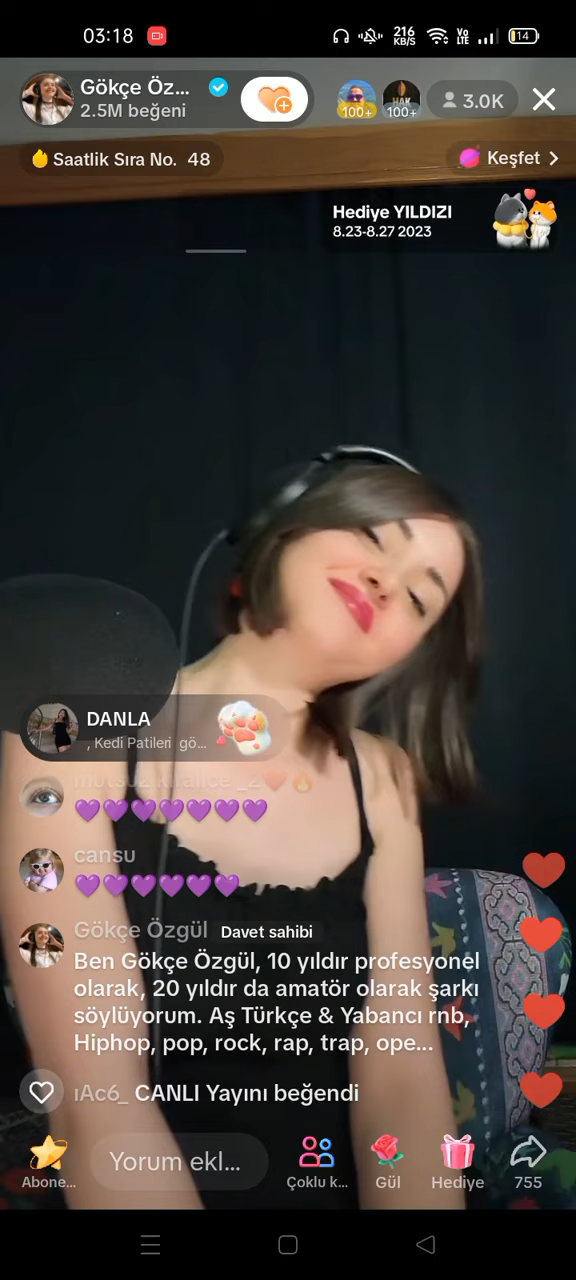 03:18
216 KB/S
Vo LTE
14
Gökçe Öz...
2.5M beğeni
100+
HAK
100+
3.0K
Saatlik Sıra No. 48
Keşfet
Hediye YILDIZI
8.23-8.27 2023
DANLA
, Kedi Patileri gö...
cansu
Gökçe Özgül Davet sahibi
Ben Gökçe Özgül, 10 yıldır profesyonel
olarak, 20 yıldır da amatör olarak şarkı
söylüyorum. Aş Türkçe & Yabancı rnb,
Hiphop, pop, rock, rap, trap, ope...
ıAc6_ CANLI Yayını beğendi
Abone...
Yorum ekl...
Çoklu k...
Gül
Hediye
755